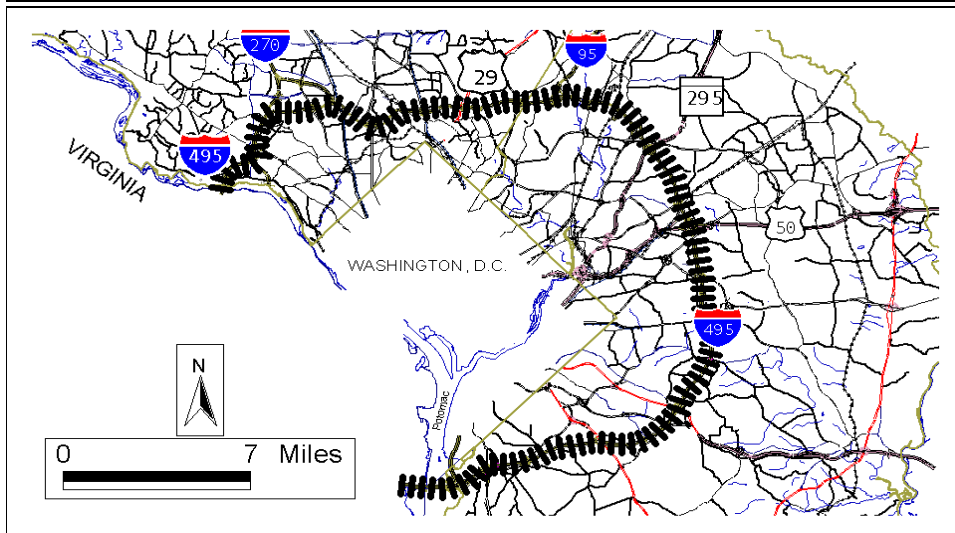 270
95
29
295
495
VIRGINIA
50
WASHINGTON, D.C.
495
N
Potomac
0 7 Miles